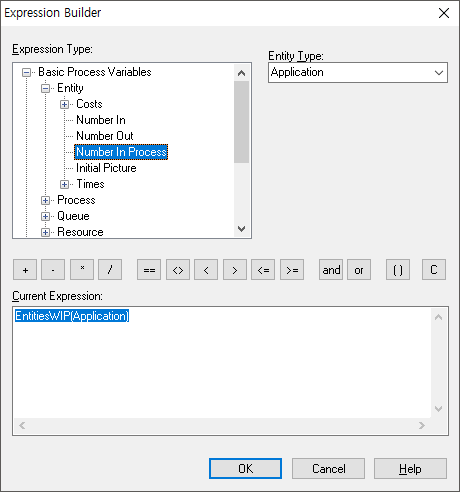 Expression Builder
Expression Type:
Entity Type:
Application
Basic Process Variables
Entity
Costs
Number In
Number Out
Number In Process
Initial Picture
Times
Process
Queue
Resource
+ - * / == <> < > <= >= and or ( ) C
Current Expression:
EntitiesWIP(Application)
OK Cancel Help